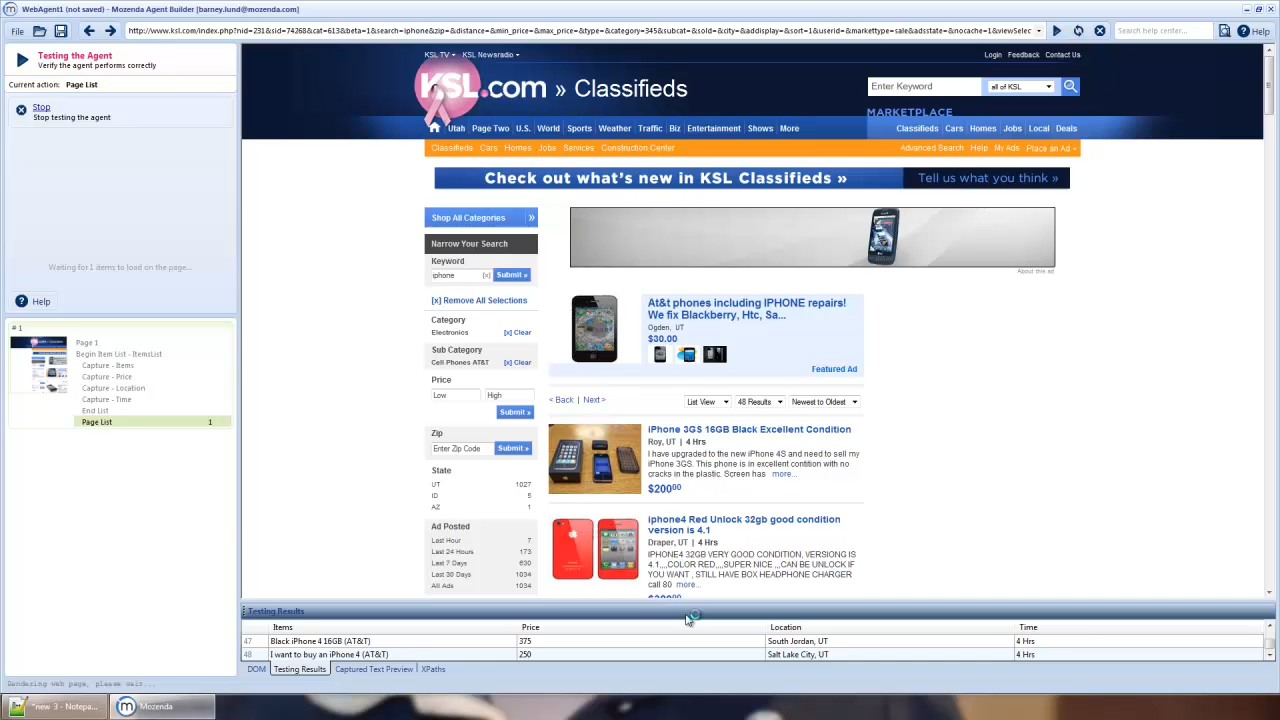 WebAgent1 (not saved) - Mozenda Agent Builder (barney.lund@mozenda.com)
File
http://www.ksl.com/index.php?nid=231&sid=74268&cat=613&beta=1&search=iphone&zip=&distance=&min_price=&max_price=&type=&category=345&subcat=&sold=&city=&addisplay=&sort=1&userid=&markettype=sale&adsstate=&nocache=1&viewSelec
Search help center...
Help
Testing the Agent
Verify the agent performs correctly
Current action: Page List
Stop
Stop testing the agent
Waiting for 1 items to load on the page...
Help
# 1
Page 1
Begin Item List - ItemsList
Capture - Items
Capture - Price
Capture - Location
Capture - Time
End List
Page List 1
KSL TV KSL Newsradio
Login Feedback Contact Us
KSL.com » Classifieds
Enter Keyword all of KSL
MARKETPLACE
Utah Page Two U.S. World Sports Weather Traffic Biz Entertainment Shows More
Classifieds Cars Homes Jobs Local Deals
Classifieds Cars Homes Jobs Services Construction Center
Advanced Search Help My Ads Place an Ad
Check out what's new in KSL Classifieds » Tell us what you think »
Shop All Categories »
Narrow Your Search
Keyword
iphone [x] Submit »
[x] Remove All Selections
Category
Electronics [x] Clear
Sub Category
Cell Phones AT&T [x] Clear
Price
Low High
Submit »
Zip
Enter Zip Code Submit »
State
UT 1027
ID 5
AZ 1
Ad Posted
Last Hour 7
Last 24 Hours 173
Last 7 Days 630
Last 30 Days 1034
All Ads 1034
About this ad
At&t phones including IPHONE repairs!
We fix Blackberry, Htc, Sa...
Ogden, UT
$30.00
Featured Ad
< Back | Next >
List View 48 Results Newest to Oldest
iPhone 3GS 16GB Black Excellent Condition
Roy, UT | 4 Hrs
I have upgraded to the new iPhone 4S and need to sell my
iPhone 3GS. This phone is in excellent contition with no
cracks in the plastic. Screen has more...
$200⁰⁰
iphone4 Red Unlock 32gb good condition
version is 4.1
Draper, UT | 4 Hrs
IPHONE4 32GB VERY GOOD CONDITION, VERSIONG IS
4.1,,,,COLOR RED,,,,SUPER NICE ,,,CAN BE UNLOCK IF
YOU WANT , STILL HAVE BOX HEADPHONE CHARGER
call 80 more...
Testing Results
Items Price Location Time
47 Black iPhone 4 16GB (AT&T) 375 South Jordan, UT 4 Hrs
48 I want to buy an iPhone 4 (AT&T) 250 Salt Lake City, UT 4 Hrs
DOM Testing Results Captured Text Preview XPaths
Rendering web page, please wait...
*new 3 - Notepa... Mozenda